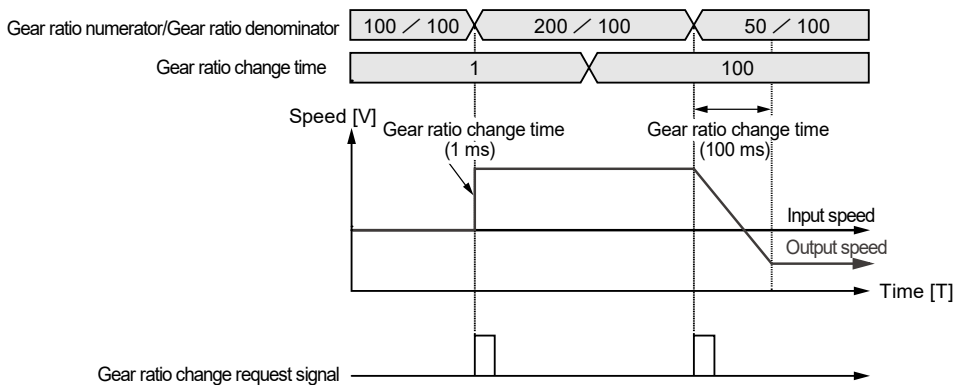 Gear ratio numerator/Gear ratio denominator 100 / 100 200 / 100 50 / 100
Gear ratio change time 1 100
Speed [V]
Gear ratio change time
(1 ms)
Gear ratio change time
(100 ms)
Input speed
Output speed
Time [T]
Gear ratio change request signal